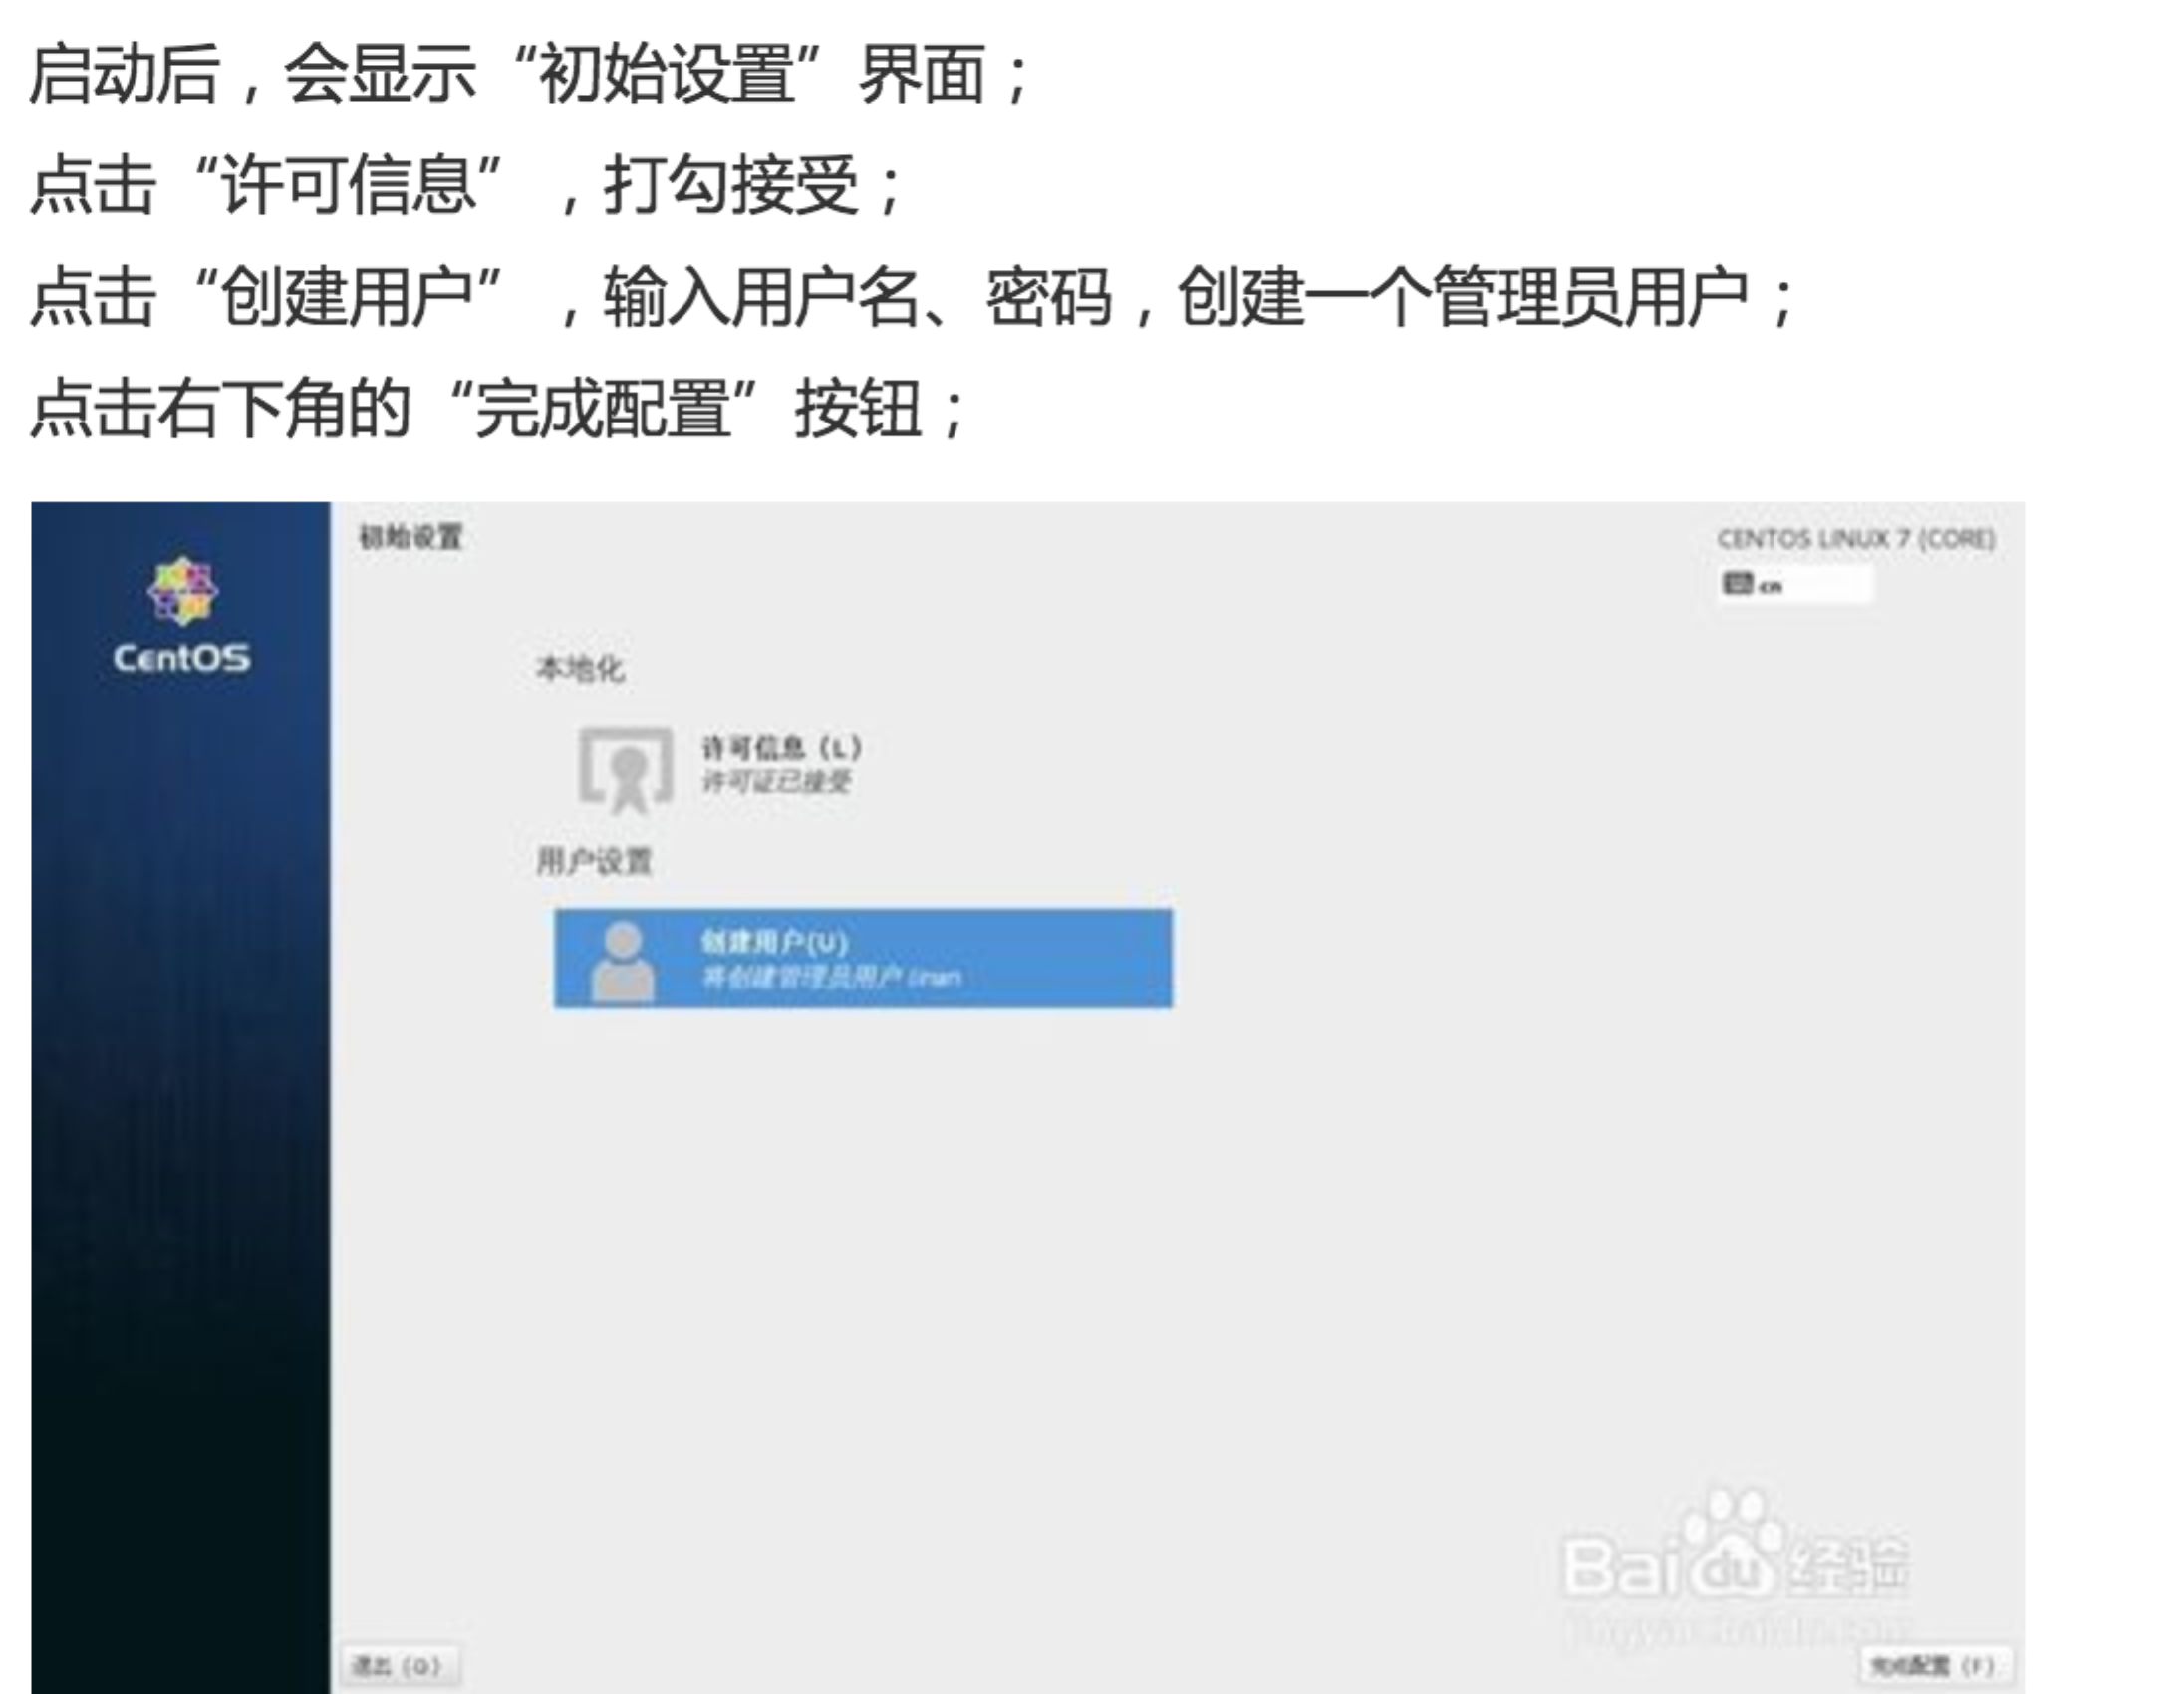 启动后，会显示“初始设置”界面；
点击“许可信息”，打勾接受；
点击“创建用户”，输入用户名、密码，创建一个管理员用户；
点击右下角的“完成配置”按钮；
初始设置
CENTOS LINUX 7 (CORE)
cn
CentOS
本地化
许可信息（L）
许可证已接受
用户设置
创建用户(U)
将创建管理员用户
Baidu经验
退出（Q）
完成配置（F）